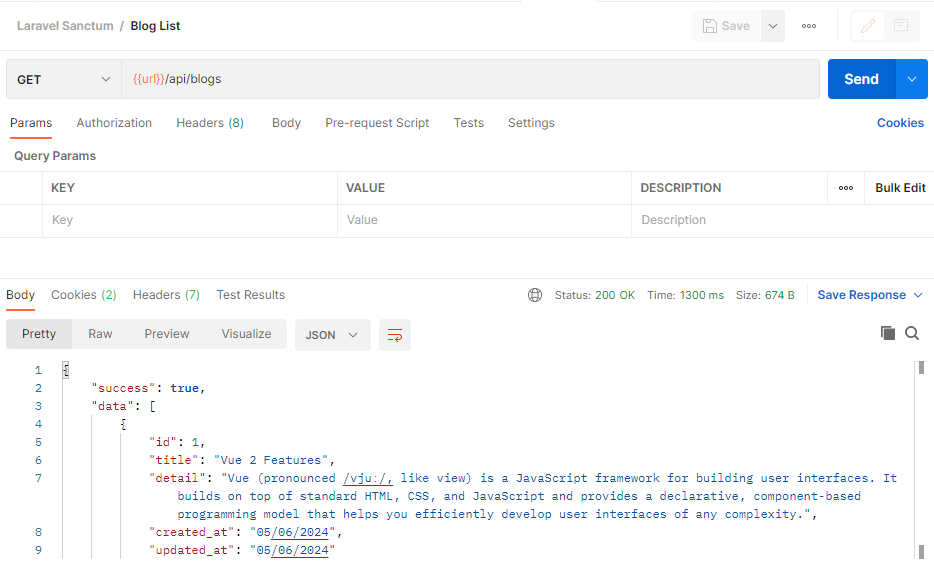 Laravel Sanctum / Blog List
Save
GET {{url}}/api/blogs Send
Params Authorization Headers (8) Body Pre-request Script Tests Settings Cookies
Query Params
KEY VALUE DESCRIPTION Bulk Edit
Key Value Description
Body Cookies (2) Headers (7) Test Results Status: 200 OK Time: 1300 ms Size: 674 B Save Response
Pretty Raw Preview Visualize JSON
1 {
2 "success": true,
3 "data": [
4 {
5 "id": 1,
6 "title": "Vue 2 Features",
7 "detail": "Vue (pronounced /vjuː/, like view) is a JavaScript framework for building user interfaces. It
builds on top of standard HTML, CSS, and JavaScript and provides a declarative, component-based
programming model that helps you efficiently develop user interfaces of any complexity.",
8 "created_at": "05/06/2024",
9 "updated_at": "05/06/2024"